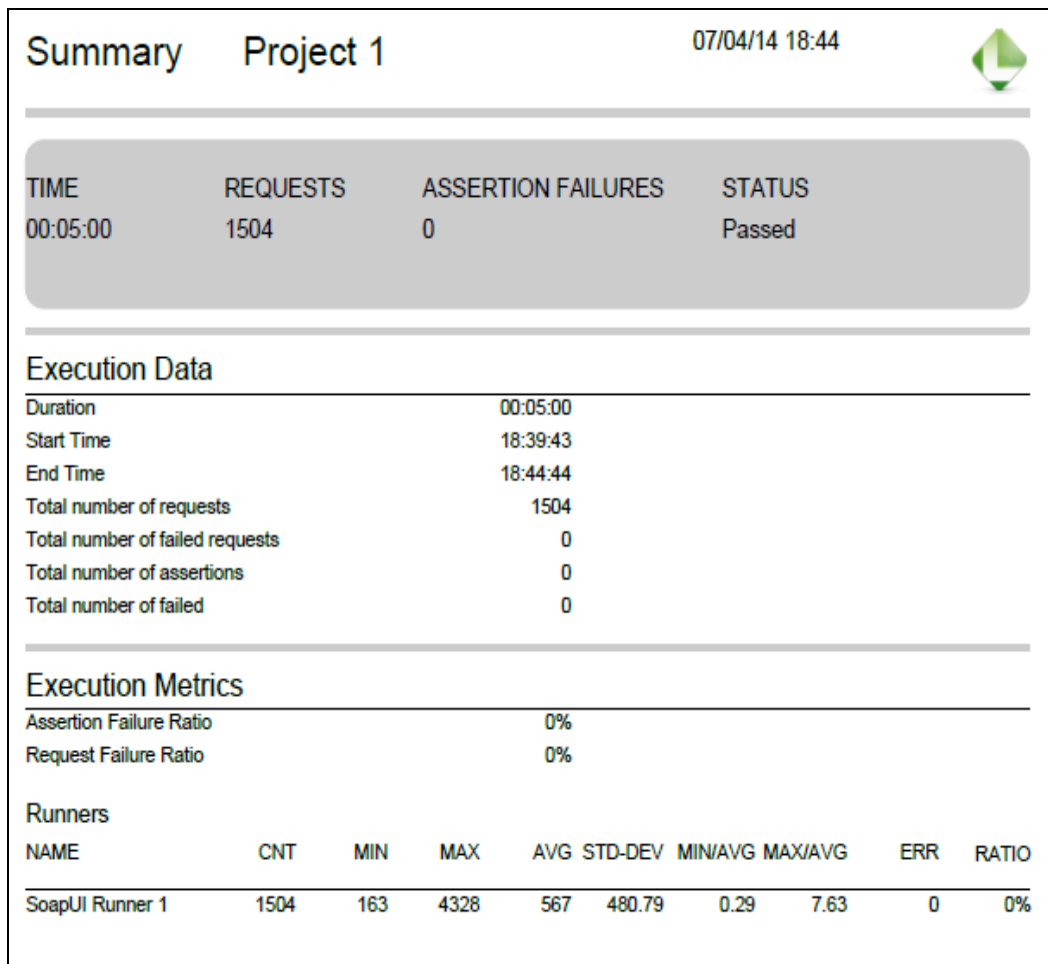 Summary Project 1 07/04/14 18:44
TIME REQUESTS ASSERTION FAILURES STATUS
00:05:00 1504 0 Passed
Execution Data
Duration 00:05:00
Start Time 18:39:43
End Time 18:44:44
Total number of requests 1504
Total number of failed requests 0
Total number of assertions 0
Total number of failed 0
Execution Metrics
Assertion Failure Ratio 0%
Request Failure Ratio 0%
Runners
NAME CNT MIN MAX AVG STD-DEV MIN/AVG MAX/AVG ERR RATIO
SoapUI Runner 1 1504 163 4328 567 480.79 0.29 7.63 0 0%